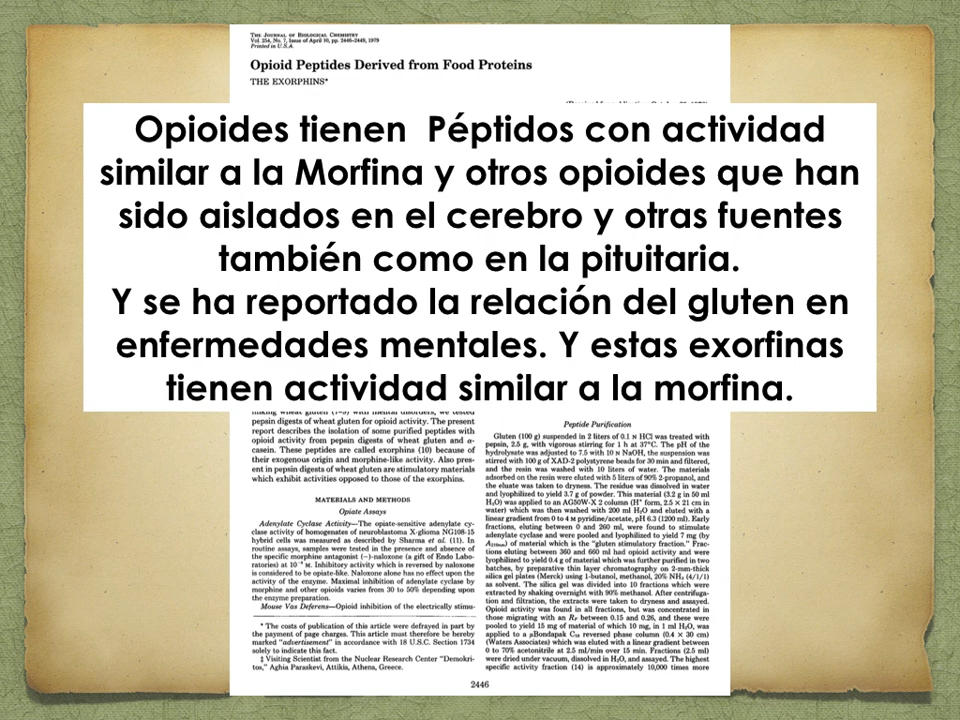 THE JOURNAL OF BIOLOGICAL CHEMISTRY
Vol. 254, No. 7, Issue of April 10, pp. 2446-2449, 1979
Printed in U.S.A.
Opioid Peptides Derived from Food Proteins
THE EXORPHINS*
Opioides tienen Péptidos con actividad
similar a la Morfina y otros opioides que han
sido aislados en el cerebro y otras fuentes
también como en la pituitaria.
Y se ha reportado la relación del gluten en
enfermedades mentales. Y estas exorfinas
tienen actividad similar a la morfina.
pepsin digests of wheat gluten for opioid activity. The present
report describes the isolation of some purified peptides with
opioid activity from pepsin digests of wheat gluten and α-
casein. These peptides are called exorphins (10) because of
their exogenous origin and morphine-like activity. Also pres-
ent in pepsin digests of wheat gluten are stimulatory materials
which exhibit activities opposed to those of the exorphins.
MATERIALS AND METHODS
Opiate Assays
Adenylate Cyclase Activity—The opiate-sensitive adenylate cy-
clase activity of homogenates of neuroblastoma X-glioma NG108-15
hybrid cells was measured as described by Sharma et al. (11). In
routine assays, samples were tested in the presence and absence of
the specific morphine antagonist (−)-naloxone (a gift of Endo Labo-
ratories) at 10⁻⁴ M. Inhibitory activity which is reversed by naloxone
is considered to be opiate-like. Naloxone alone has no effect upon the
activity of the enzyme. Maximal inhibition of adenylate cyclase by
morphine and other opioids varies from 30 to 50% depending upon
the enzyme preparation.
Mouse Vas Deferens—Opioid inhibition of the electrically stimu-
* The costs of publication of this article were defrayed in part by
the payment of page charges. This article must therefore be hereby
marked "advertisement" in accordance with 18 U.S.C. Section 1734
solely to indicate this fact.
‡ Visiting Scientist from the Nuclear Research Center "Demokri-
tos," Aghia Paraskevi, Attikis, Athens, Greece.
Peptide Purification
Gluten (100 g) suspended in 2 liters of 0.1 N HCl was treated with
pepsin, 2.5 g, with vigorous stirring for 1 h at 37°C. The pH of the
hydrolysate was adjusted to 7.5 with 10 N NaOH, the suspension was
stirred with 100 g of XAD-2 polystyrene beads for 30 min and filtered,
and the resin was washed with 10 liters of water. The materials
adsorbed on the resin were eluted with 5 liters of 90% 2-propanol, and
the eluate was taken to dryness. The residue was dissolved in water
and lyophilized to yield 3.7 g of powder. This material (3.2 g in 50 ml
H₂O) was applied to an AG50W-X 2 column (H⁺ form, 2.5 × 21 cm in
water) which was then washed with 200 ml H₂O and eluted with a
linear gradient from 0 to 4 M pyridine/acetate, pH 6.3 (1200 ml). Early
fractions, eluting between 0 and 260 ml, were found to stimulate
adenylate cyclase and were pooled and lyophilized to yield 7 mg (by
of material which is the "gluten stimulatory fraction." Frac-
tions eluting between 360 and 660 ml had opioid activity and were
lyophilized to yield 0.4 g of material which was further purified in two
batches, by preparative thin layer chromatography on 2-mm-thick
silica gel plates (Merck) using 1-butanol, methanol, 20% NH₃ (4/1/1)
as solvent. The silica gel was divided into 10 fractions which were
extracted by shaking overnight with 90% methanol. After centrifuga-
tion and filtration, the extracts were taken to dryness and assayed.
Opioid activity was found in all fractions, but was concentrated in
those migrating with an RF between 0.15 and 0.26, and these were
pooled to yield 15 mg of material of which 10 mg, in 1 ml H₂O, was
applied to a μBondapak C₁₈ reversed phase column (0.4 × 30 cm)
(Waters Associates) which was eluted with a linear gradient between
0 to 70% acetonitrile at 2.5 ml/min over 15 min. Fractions (2.5 ml)
were dried under vacuum, dissolved in H₂O, and assayed. The highest
specific activity fraction (14) is approximately 10,000 times more
2446